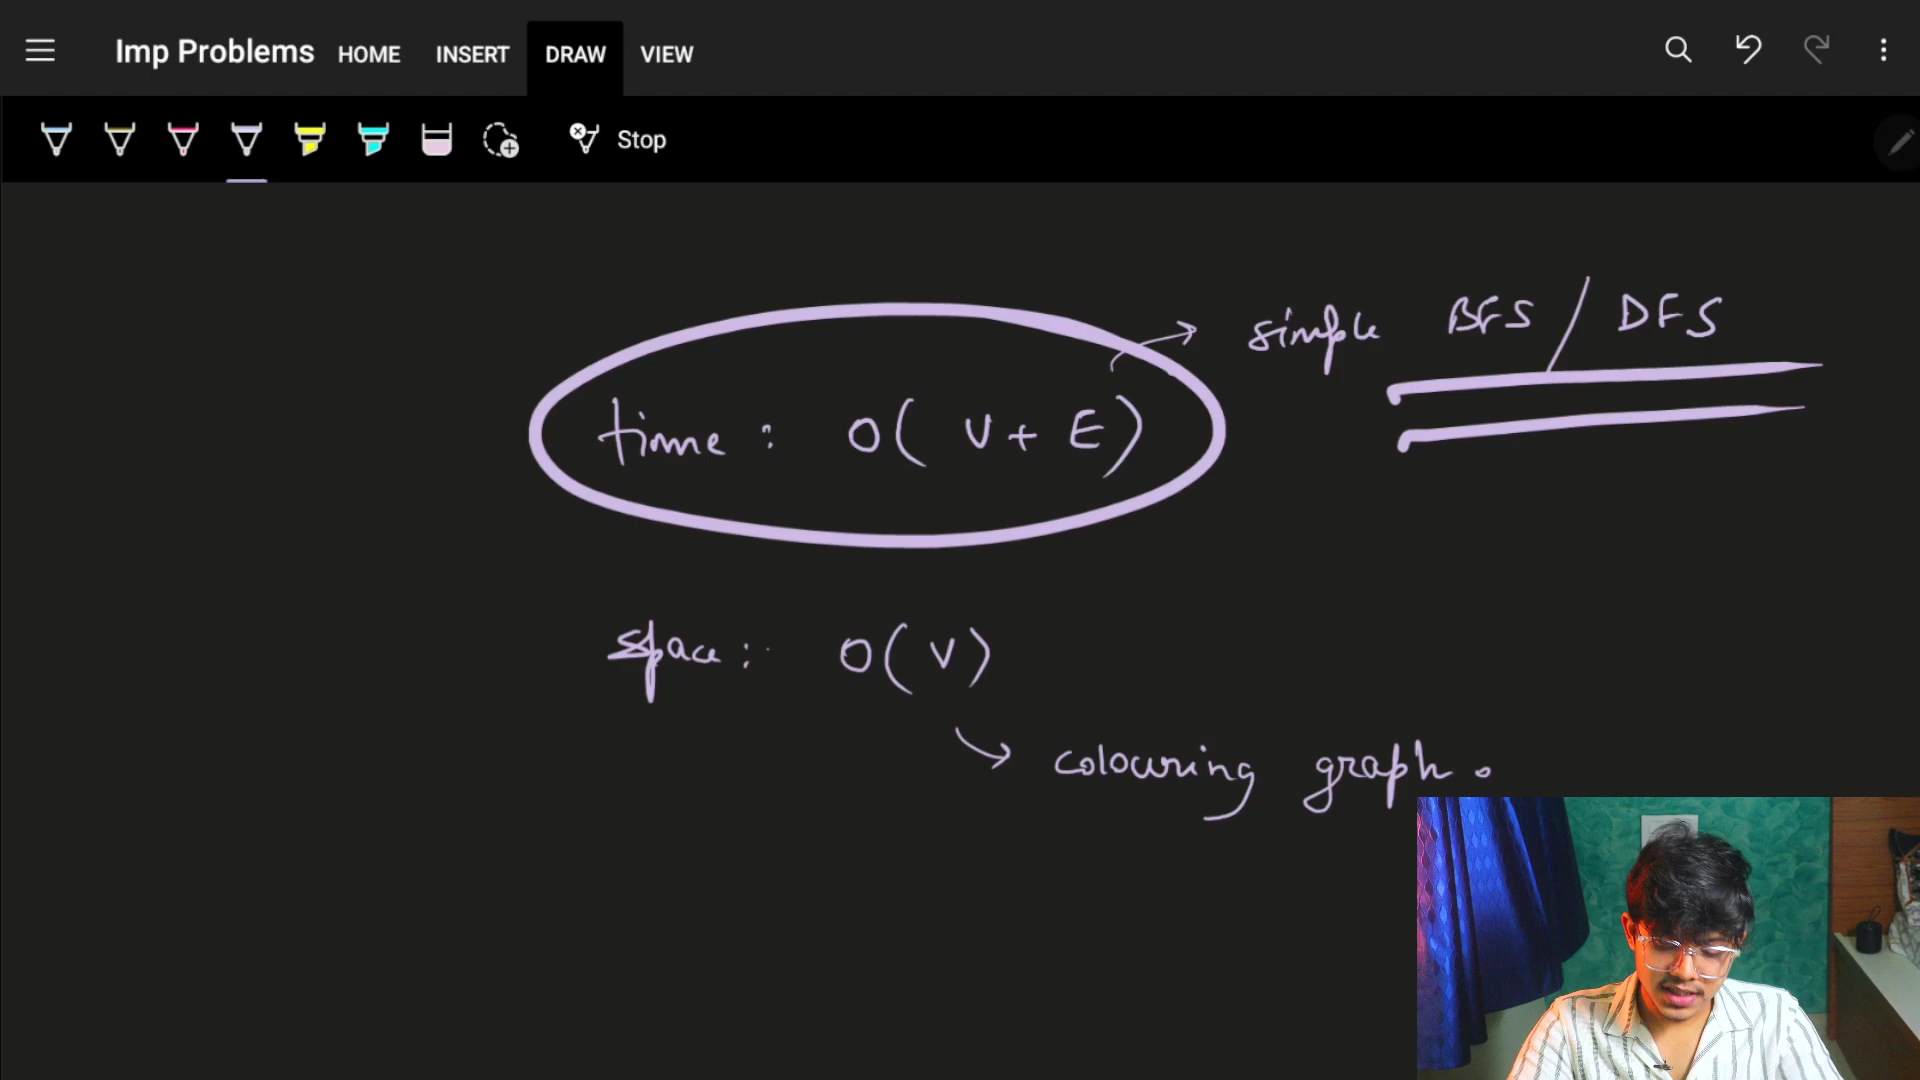 Imp Problems HOME INSERT DRAW VIEW
Stop
simple BFS / DFS
time : O( V + E )
space : O( V )
colouring graph.